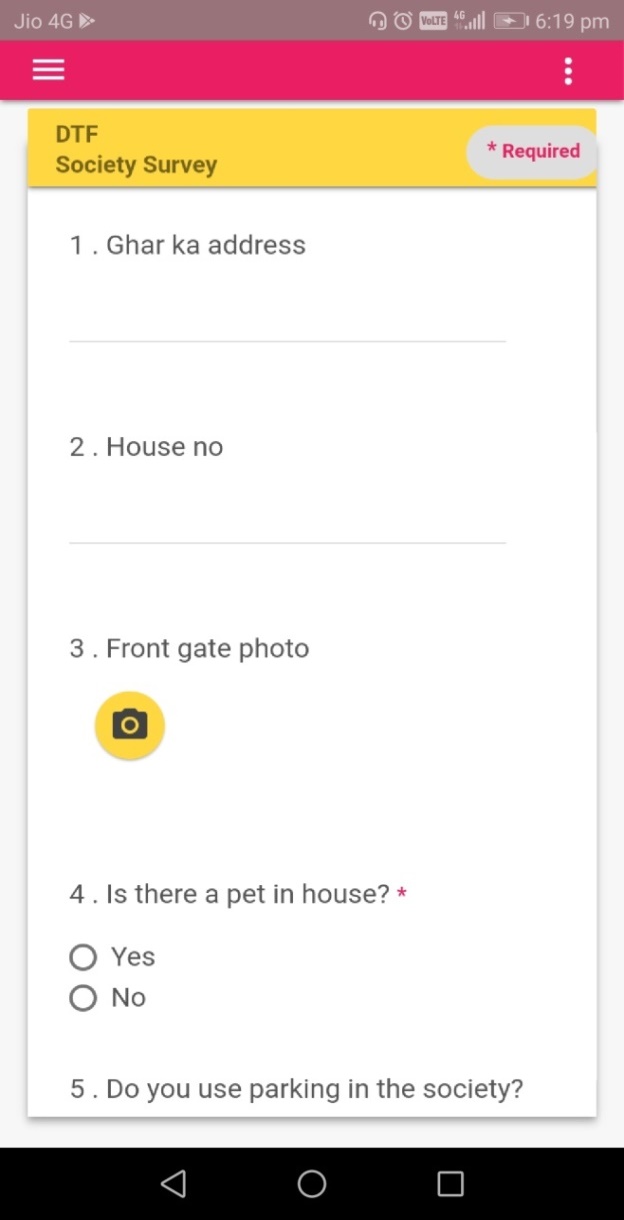 Jio 4G VoLTE 4G 6:19 pm
DTF
Society Survey
* Required
1 . Ghar ka address
2 . House no
3 . Front gate photo
4 . Is there a pet in house? *
Yes
No
5 . Do you use parking in the society?